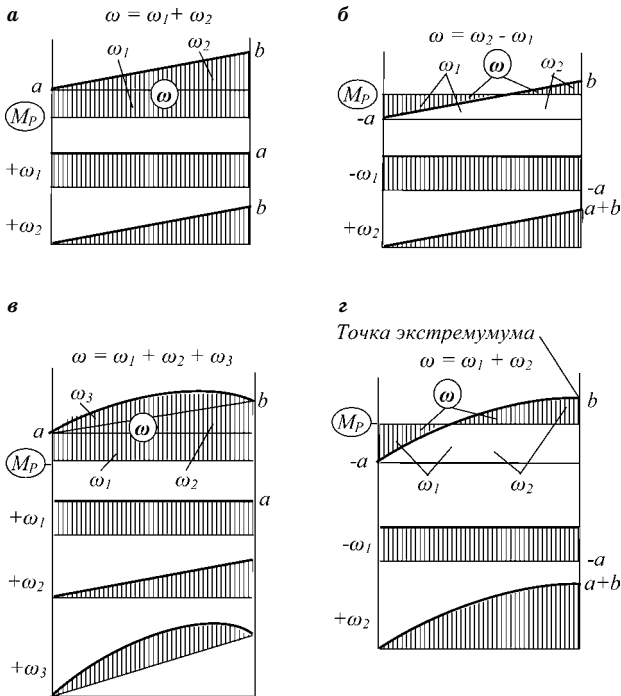 а
ω = ω1 + ω2
a
ω1
ω2
b
ω
MP
+ω1
a
+ω2
b
б
ω = ω2 - ω1
ω1
ω
ω2
b
MP
-a
-ω1
-a
+ω2
a+b
в
ω = ω1 + ω2 + ω3
ω3
b
a
ω
MP
ω1
ω2
+ω1
a
+ω2
+ω3
г
Точка экстремумума
ω = ω1 + ω2
ω
b
MP
-a
ω1
ω2
-ω1
-a
+ω2
a+b